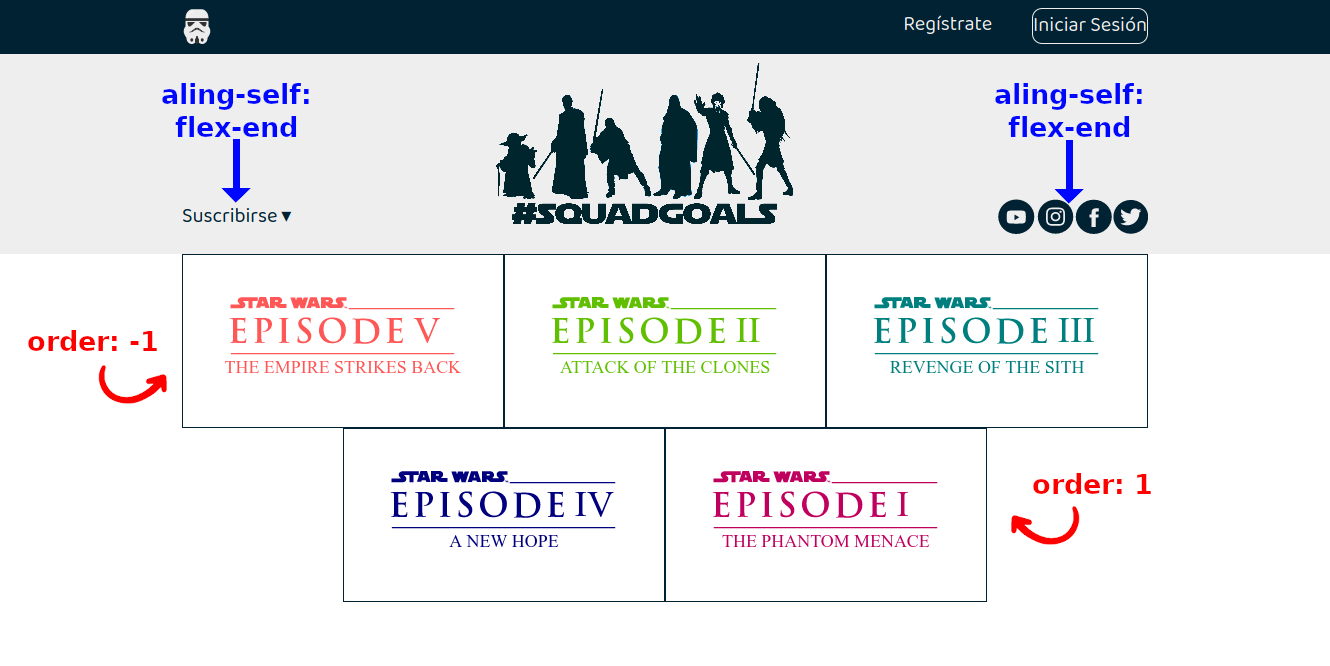 Regístrate
Iniciar Sesión
aling-self:
flex-end
aling-self:
flex-end
Suscribirse ▾
#SQUADGOALS
order: -1
STAR WARS
EPISODE V
THE EMPIRE STRIKES BACK
STAR WARS
EPISODE II
ATTACK OF THE CLONES
STAR WARS
EPISODE III
REVENGE OF THE SITH
STAR WARS
EPISODE IV
A NEW HOPE
STAR WARS
EPISODE I
THE PHANTOM MENACE
order: 1